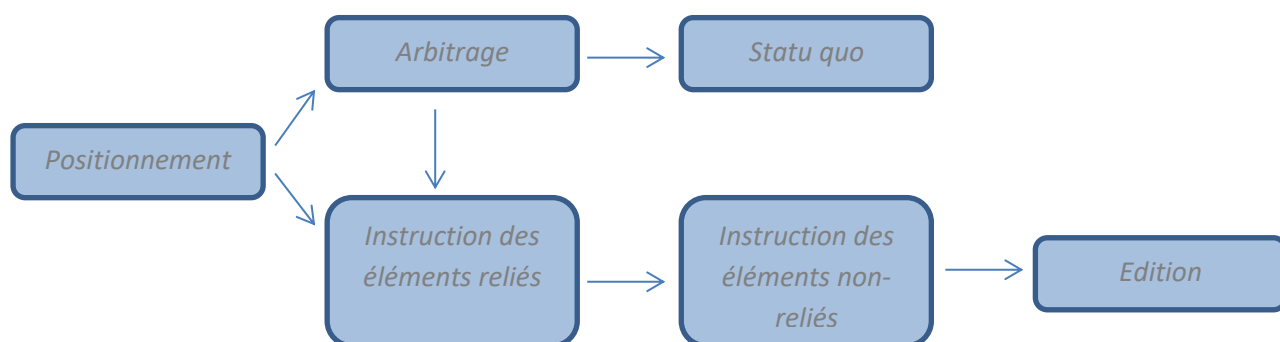 Arbitrage
Statu quo
Positionnement
Instruction des
éléments reliés
Instruction des
éléments non-
reliés
Edition